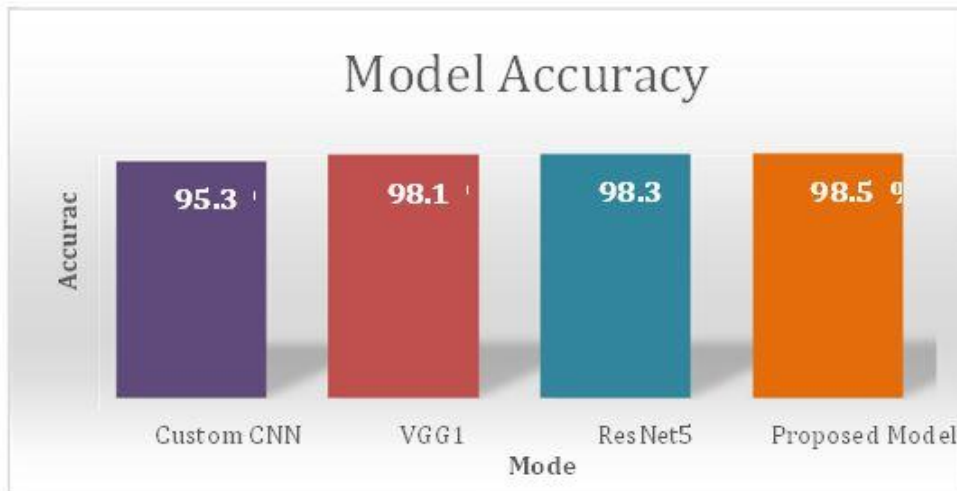 Model Accuracy
95.3
98.1
98.3
98.5 %
Accurac
Custom CNN VGG1 ResNet5 Proposed Model
Mode